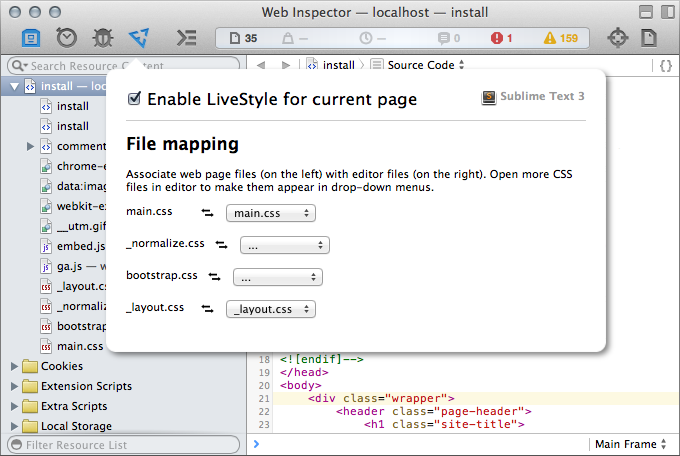 Web Inspector — localhost — install
35
—
—
0
1
159
Search Resource Content
install
Source Code
{}
install — loc
install
install
comment
chrome-e
data:imag
webkit-ex
__utm.gif
embed.js
ga.js — w
_layout.cs
_normalize
bootstrap
main.css
Cookies
Extension Scripts
Extra Scripts
Local Storage
Filter Resource List
Enable LiveStyle for current page
Sublime Text 3
File mapping
Associate web page files (on the left) with editor files (on the right). Open more CSS
files in editor to make them appear in drop-down menus.
main.css main.css
_normalize.css ...
bootstrap.css ...
_layout.css _layout.css
18 <![endif]-->
19 </head>
20 <body>
21 <div class="wrapper">
22 <header class="page-header">
23 <h1 class="site-title">
Main Frame